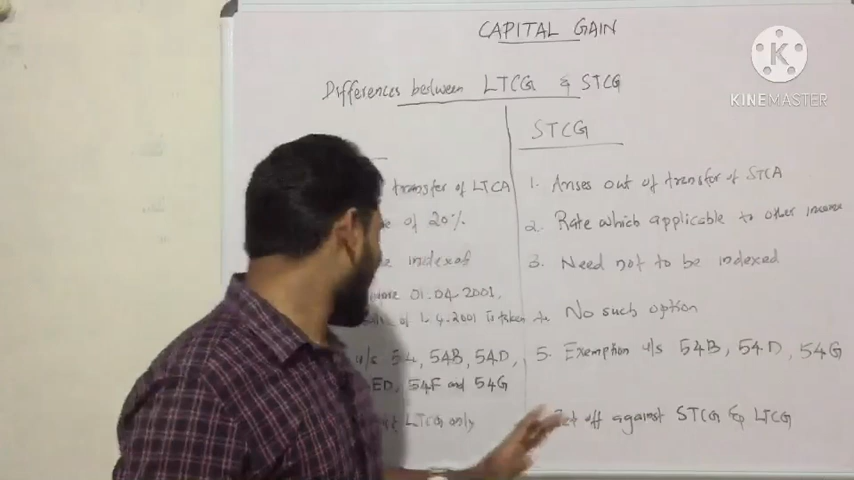 CAPITAL GAIN
KINEMASTER
Differences between LTCG & STCG
transfer of LTCA
of 20%.
indexed
01.04.2001,
of 1.4.2001 is taken
u/s 54, 54B, 54D,
ED, 54F and 54G
LTCG only
STCG
1. Arises out of transfer of STCA
2. Rate which applicable to other income
3. Need not to be indexed
No such option
5. Exemption u/s 54B, 54D, 54G
off against STCG & LTCG